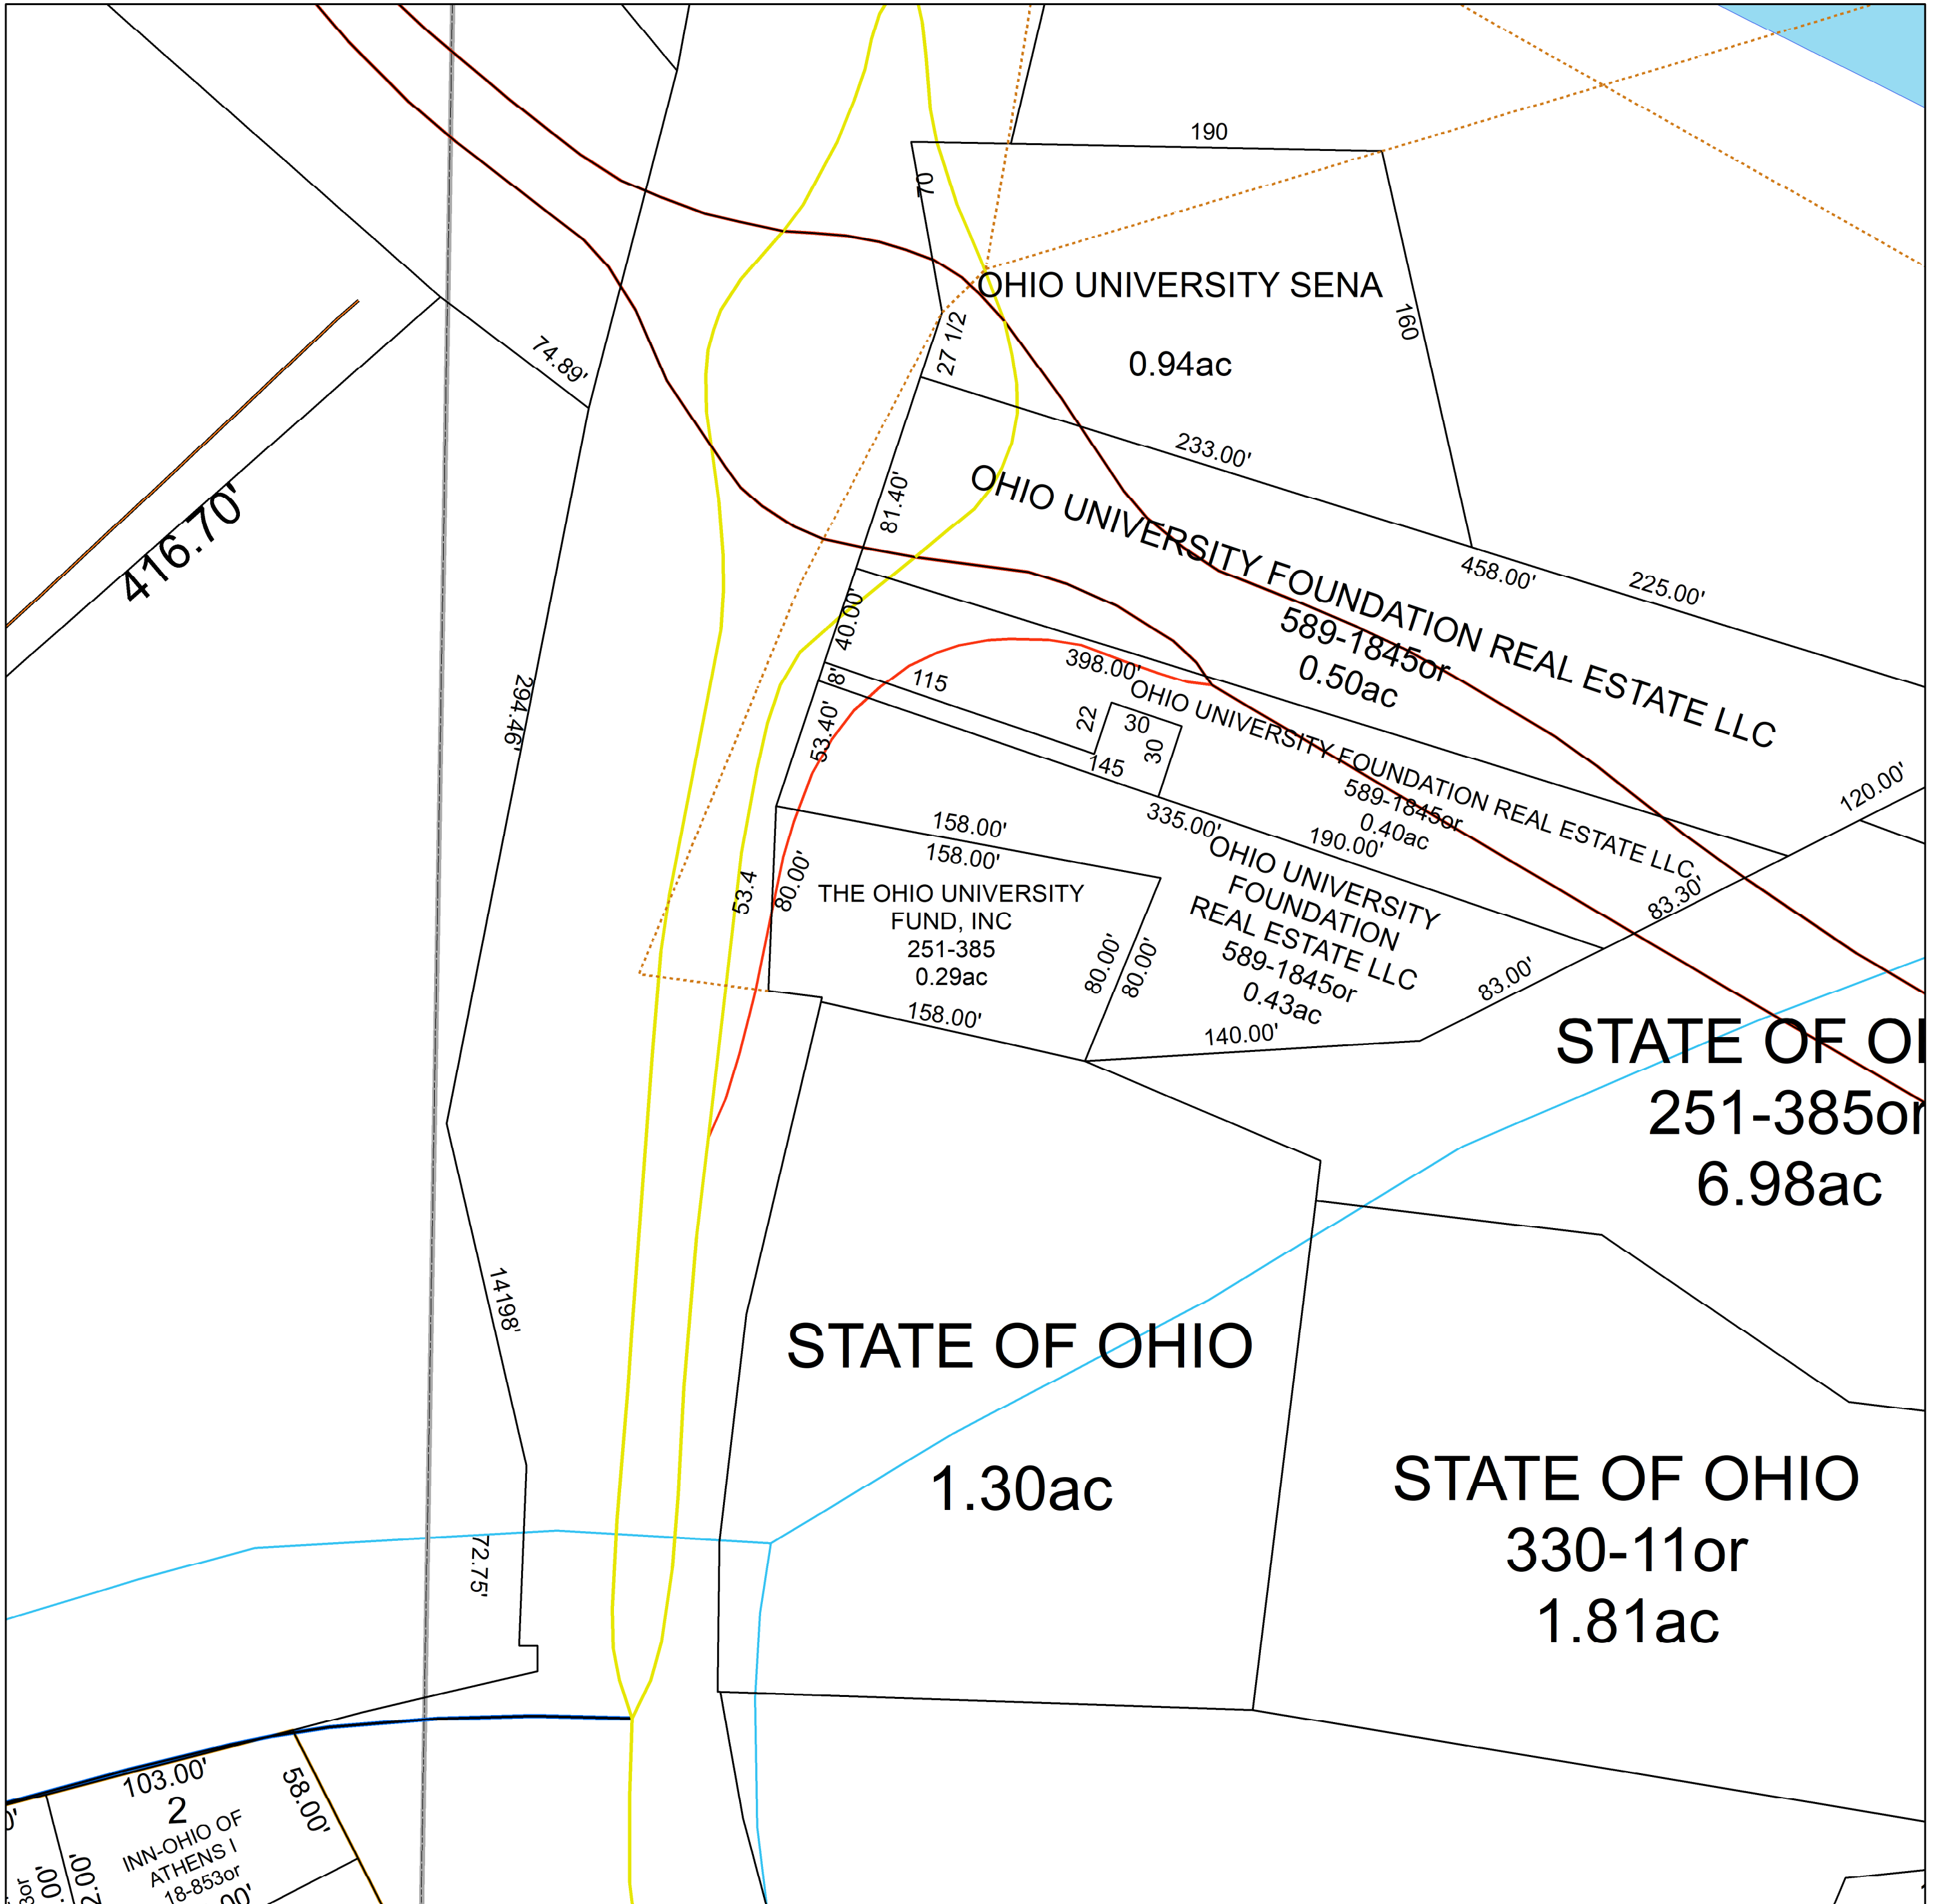 190
70
OHIO UNIVERSITY SENA
27 1/2
160
0.94ac
74.89'
233.00'
416.70'
81.40'
OHIO UNIVERSITY FOUNDATION REAL ESTATE LLC
589-1845or
0.50ac
458.00'
225.00'
40.00'
398.00'
8'
115
294.46'
53.40'
22
30
30
145
OHIO UNIVERSITY FOUNDATION REAL ESTATE LLC
589-1845or
0.40ac
120.00'
335.00'
190.00'
158.00'
158.00'
53.4
80.00'
THE OHIO UNIVERSITY
FUND, INC
251-385
0.29ac
OHIO UNIVERSITY
FOUNDATION
REAL ESTATE LLC
589-1845or
0.43ac
83.30'
80.00'
80.00'
83.00'
158.00'
140.00'
STATE OF
251-385or
6.98ac
14198'
STATE OF OHIO
1.30ac
STATE OF OHIO
330-11or
1.81ac
72.75'
103.00'
58.00'
2
INN-OHIO OF
ATHENS I
18-853or